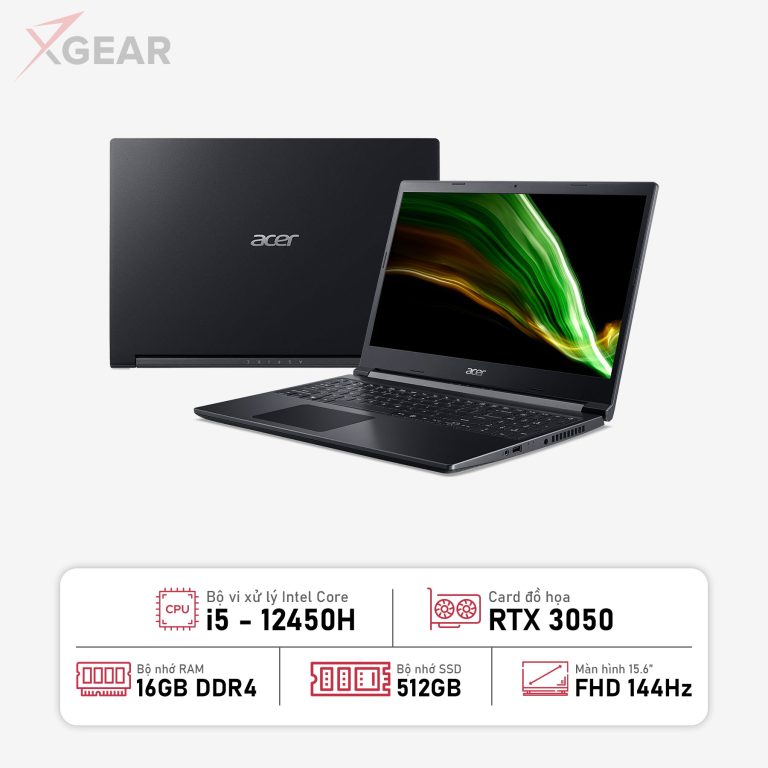 XGEAR
acer
acer
ASPIRE
Bộ vi xử lý Intel Core
CPU
i5 - 12450H
Card đồ họa
RTX 3050
Bộ nhớ RAM
16GB DDR4
Bộ nhớ SSD
512GB
Màn hình 15.6"
FHD 144Hz